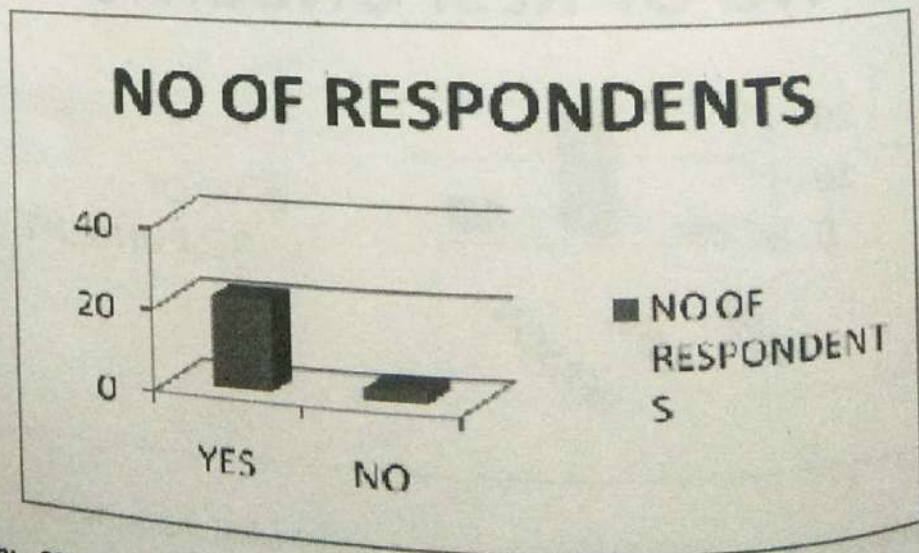 NO OF RESPONDENTS
40
20
0
YES NO
NO OF
RESPONDENT
S